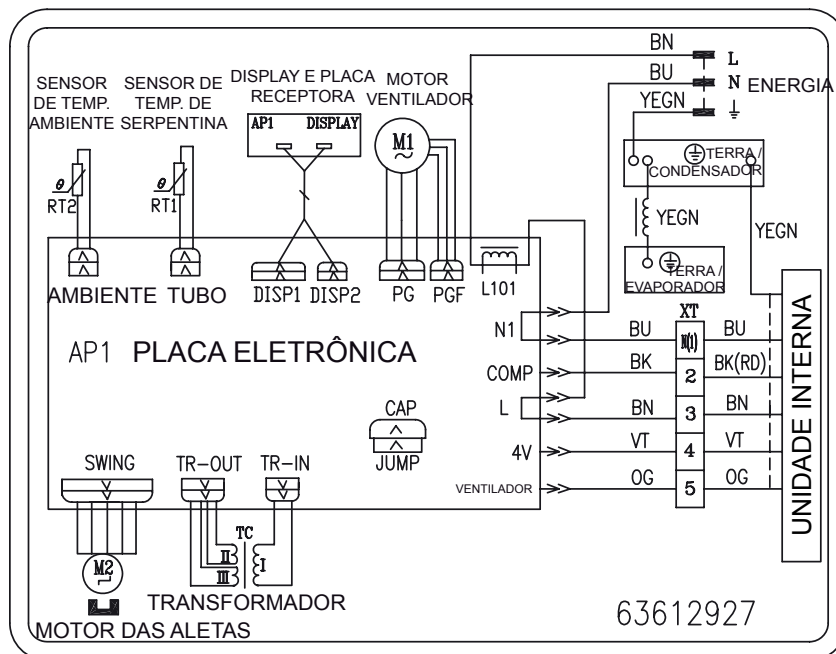 BN
L
BU
N ENERGIA
YEGN
SENSOR
DE TEMP.
AMBIENTE
SENSOR DE
TEMP. DE
SERPENTINA
DISPLAY E PLACA
RECEPTORA
MOTOR
VENTILADOR
AP1 DISPLAY
M1
~
θ
RT2
θ
RT1
TERRA /
CONDENSADOR
YEGN
YEGN
TERRA /
EVAPORADOR
AMBIENTE
TUBO
DISP1
DISP2
PG
PGF
L101
XT
N1
BU
N(1)
BU
AP1 PLACA ELETRÔNICA
COMP
BK
2
BK(RD)
L
BN
3
BN
CAP
JUMP
4V
VT
4
VT
VENTILADOR
OG
5
OG
UNIDADE INTERNA
SWING
TR-OUT
TR-IN
TC
II
III
I
M2
TRANSFORMADOR
MOTOR DAS ALETAS
63612927